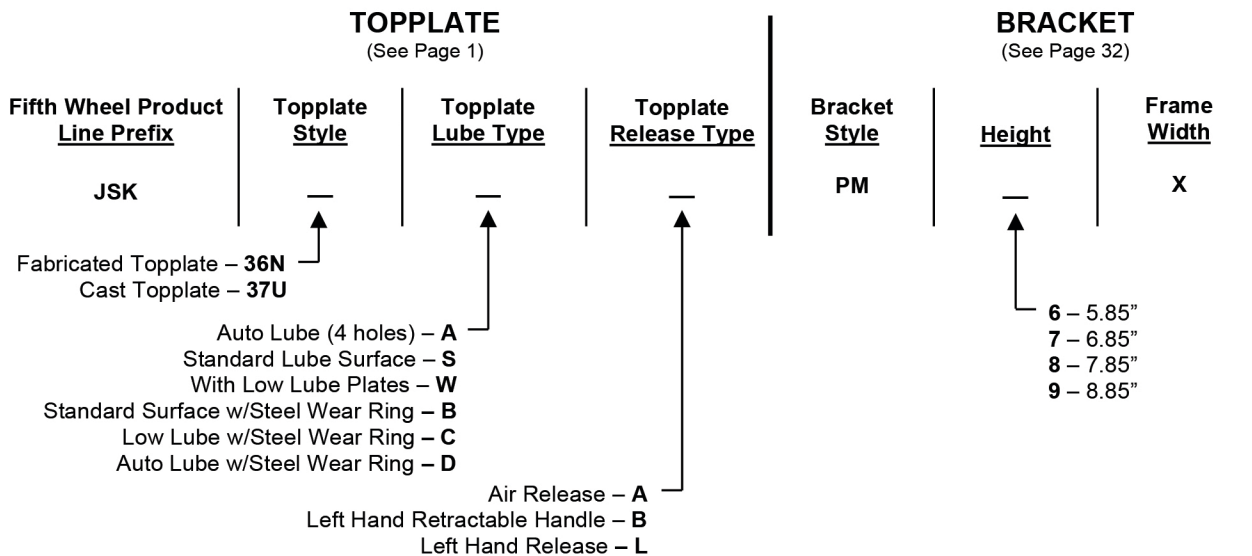 TOPPLATE
(See Page 1)
BRACKET
(See Page 32)
Fifth Wheel Product
Line Prefix
JSK
Topplate
Style
—
Topplate
Lube Type
—
Topplate
Release Type
—
Bracket
Style
PM
Height
—
Frame
Width
X
Fabricated Topplate – 36N
Cast Topplate – 37U
Auto Lube (4 holes) – A
Standard Lube Surface – S
With Low Lube Plates – W
Standard Surface w/Steel Wear Ring – B
Low Lube w/Steel Wear Ring – C
Auto Lube w/Steel Wear Ring – D
Air Release – A
Left Hand Retractable Handle – B
Left Hand Release – L
6 – 5.85”
7 – 6.85”
8 – 7.85”
9 – 8.85”